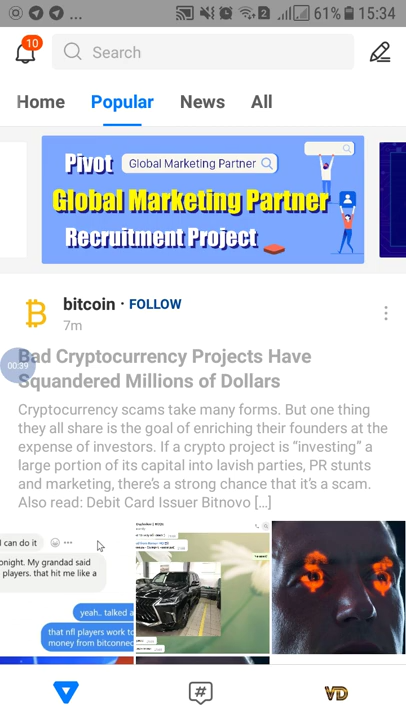 10
...
2
61%
15:34
Search
Home
Popular
News
All
Pivot
Global Marketing Partner
Global Marketing Partner
Recruitment Project
bitcoin · FOLLOW
7m
00:39
Bad Cryptocurrency Projects Have
Squandered Millions of Dollars
Cryptocurrency scams take many forms. But one thing
they all share is the goal of enriching their founders at the
expense of investors. If a crypto project is “investing” a
large portion of its capital into lavish parties, PR stunts
and marketing, there’s a strong chance that it’s a scam.
Also read: Debit Card Issuer Bitnovo [...]
I can do it
onight. My grandad said
players. that hit me like a
yeah.. talked a
that nfl players work to
money from bitconnec
#
VD